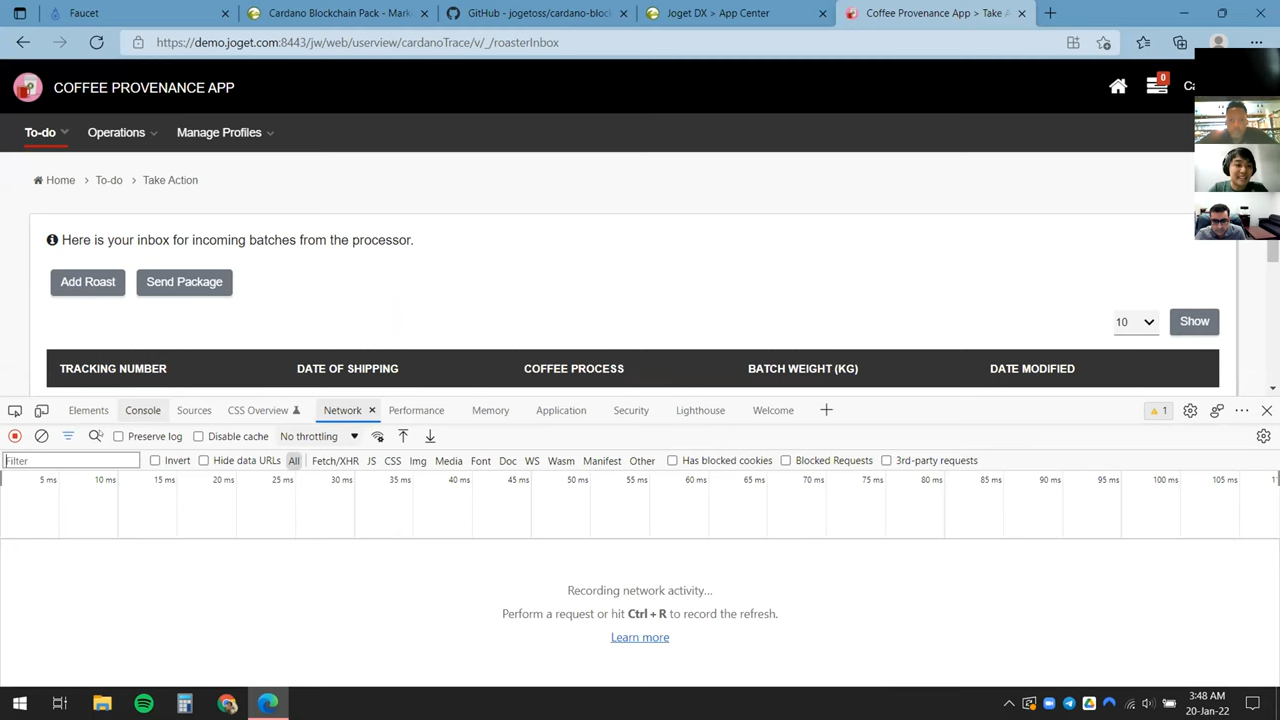 Faucet
Cardano Blockchain Pack - Mark
GitHub - jogetoss/cardano-bloc
Joget DX > App Center
Coffee Provenance App > Take A
https://demo.joget.com:8443/jw/web/userview/cardanoTrace/v/_/roasterInbox
COFFEE PROVENANCE APP
0
Ca
To-do
Operations
Manage Profiles
Home
To-do
Take Action
Here is your inbox for incoming batches from the processor.
Add Roast
Send Package
10
Show
TRACKING NUMBER
DATE OF SHIPPING
COFFEE PROCESS
BATCH WEIGHT (KG)
DATE MODIFIED
Elements
Console
Sources
CSS Overview
Network
Performance
Memory
Application
Security
Lighthouse
Welcome
1
Preserve log
Disable cache
No throttling
Filter
Invert
Hide data URLs
All
Fetch/XHR
JS
CSS
Img
Media
Font
Doc
WS
Wasm
Manifest
Other
Has blocked cookies
Blocked Requests
3rd-party requests
5 ms
10 ms
15 ms
20 ms
25 ms
30 ms
35 ms
40 ms
45 ms
50 ms
55 ms
60 ms
65 ms
70 ms
75 ms
80 ms
85 ms
90 ms
95 ms
100 ms
105 ms
Recording network activity...
Perform a request or hit Ctrl + R to record the refresh.
Learn more
3:48 AM
20-Jan-22